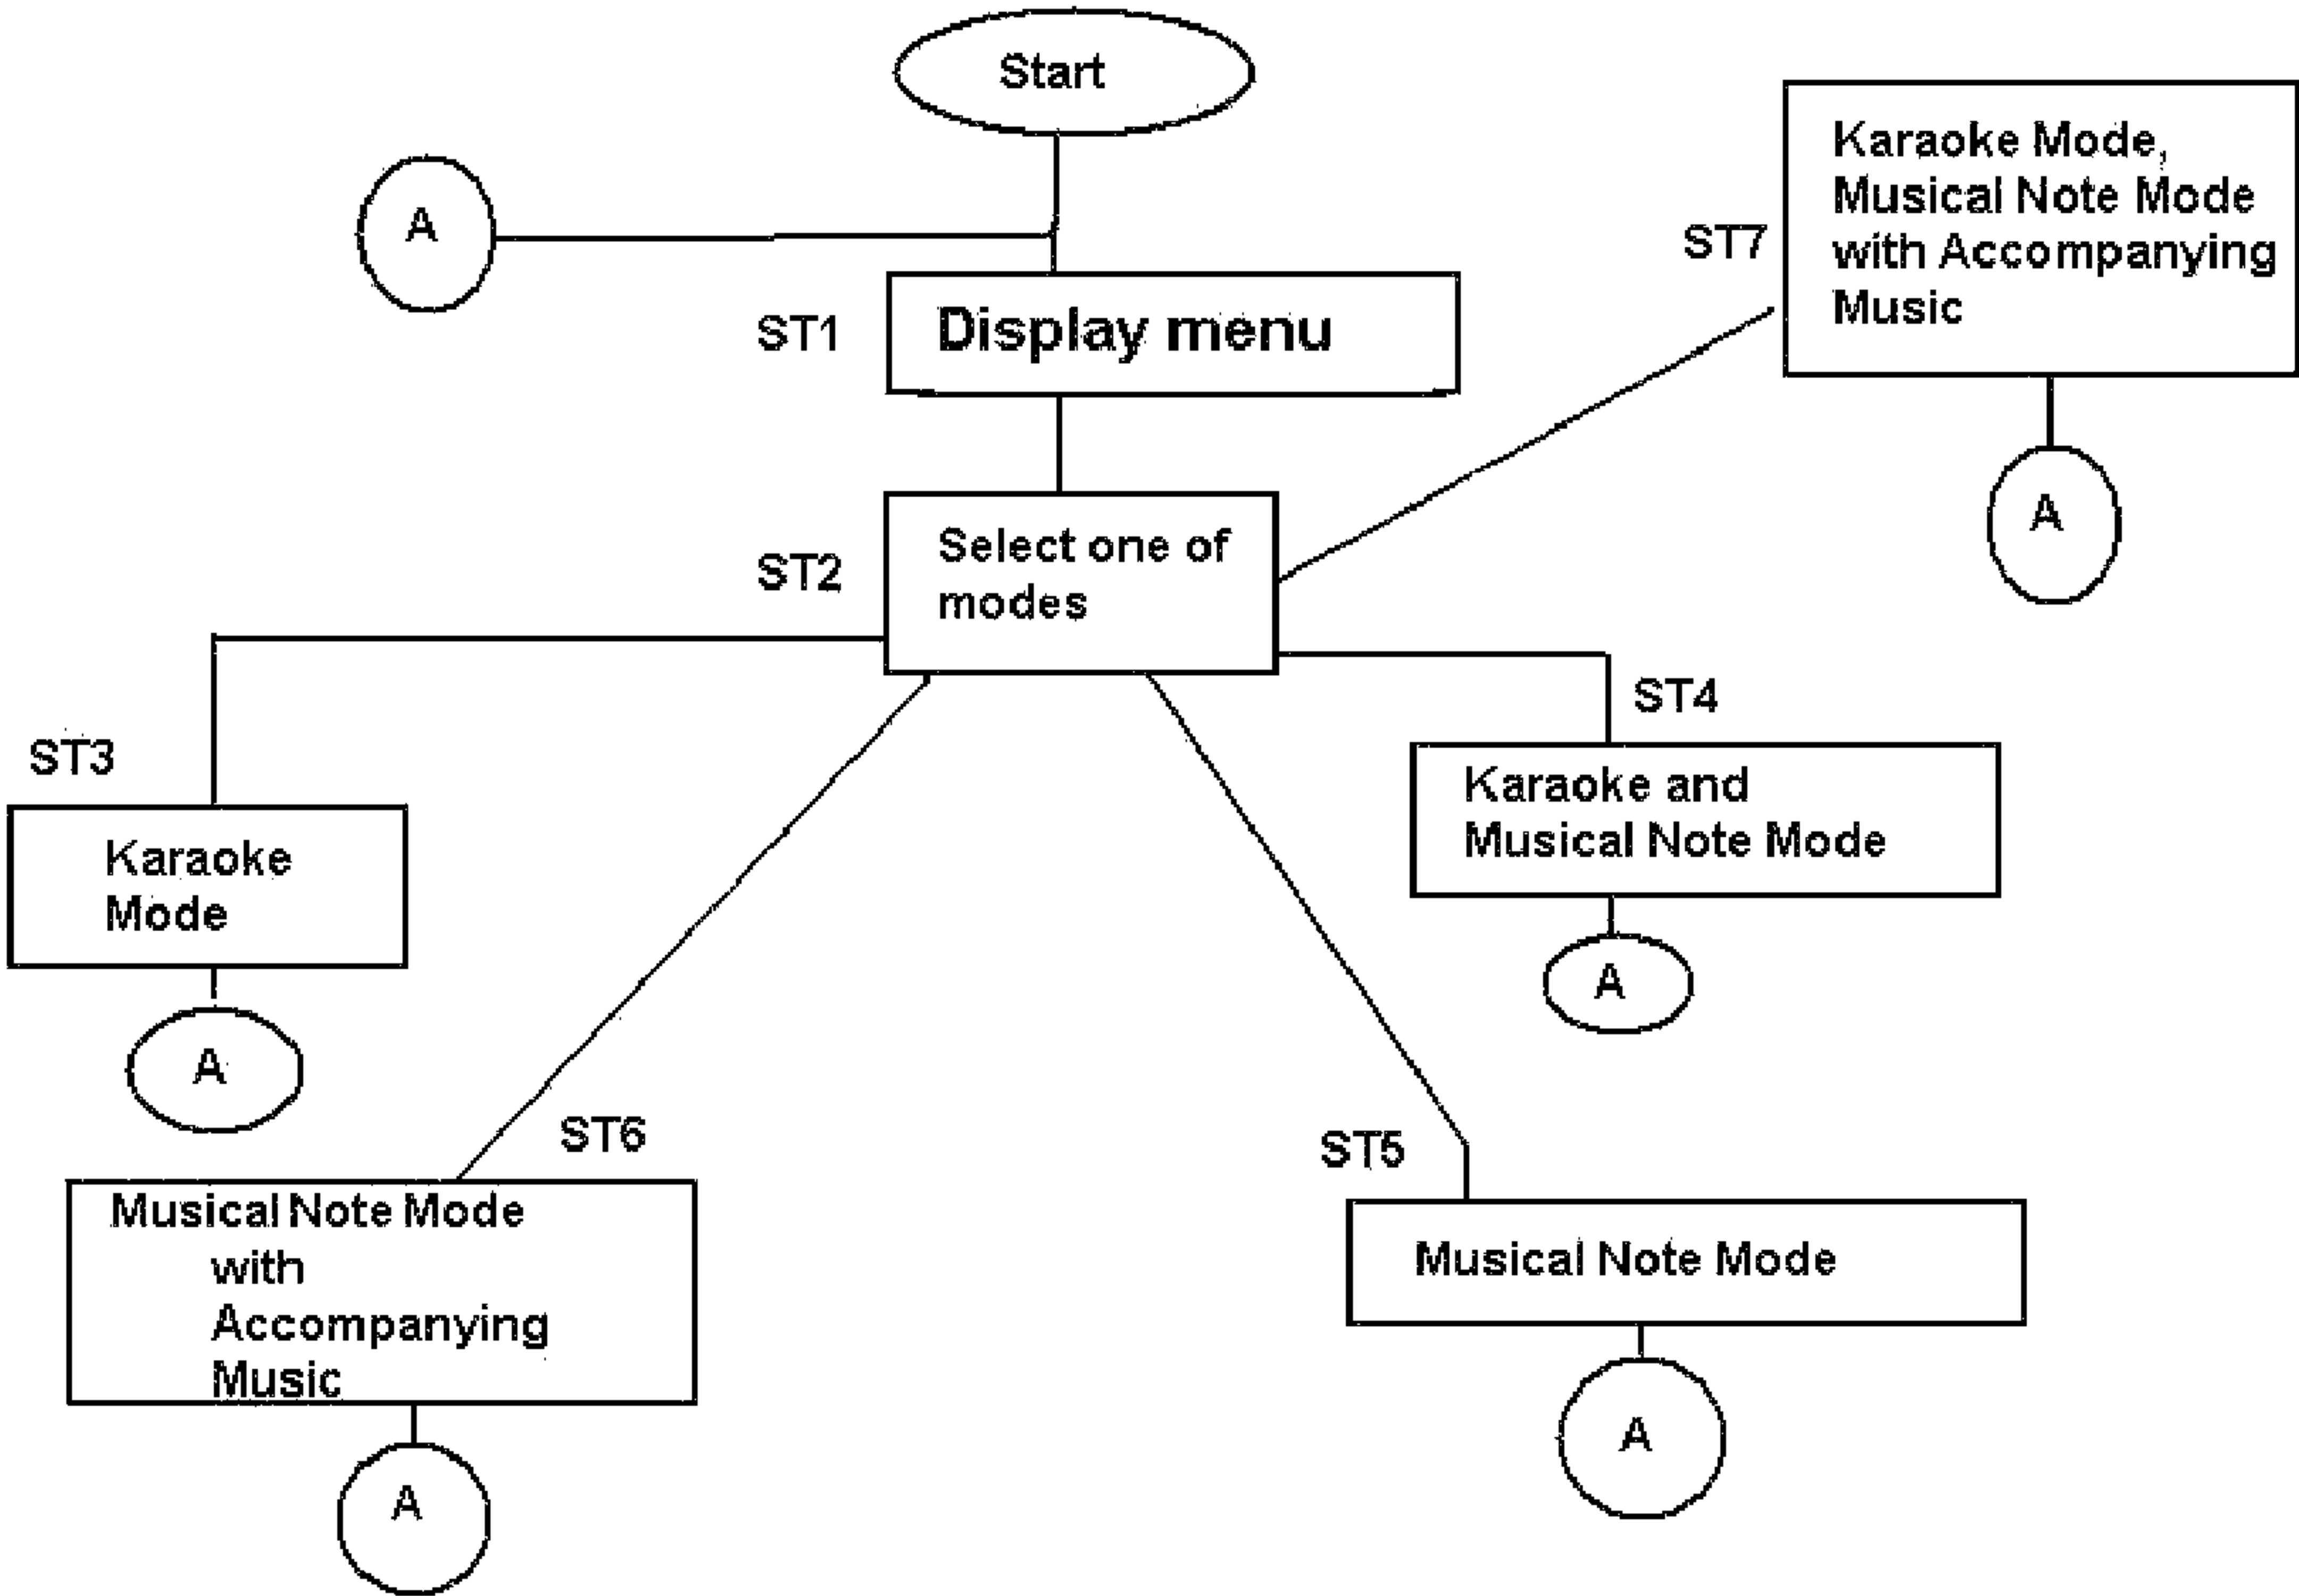 Start
A
Karaoke Mode,
Musical Note Mode
with Accompanying
Music
ST7
ST1
Display menu
A
ST2
Select one of
modes
ST4
ST3
Karaoke and
Musical Note Mode
Karaoke
Mode
A
A
ST6
ST5
Musical Note Mode
with
Accompanying
Music
Musical Note Mode
A
A